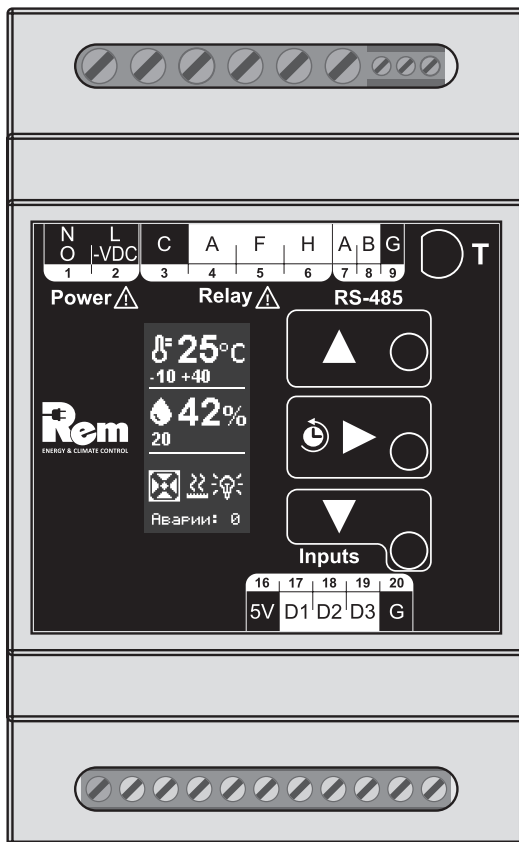 N L C A F H A B G
O -VDC T
1 2 3 4 5 6 7 8 9
Power Relay RS-485
25°C
-10 +40
42%
20
Rem
ENERGY & CLIMATE CONTROL
Аварии: 0
Inputs
16 17 18 19 20
5V D1 D2 D3 G